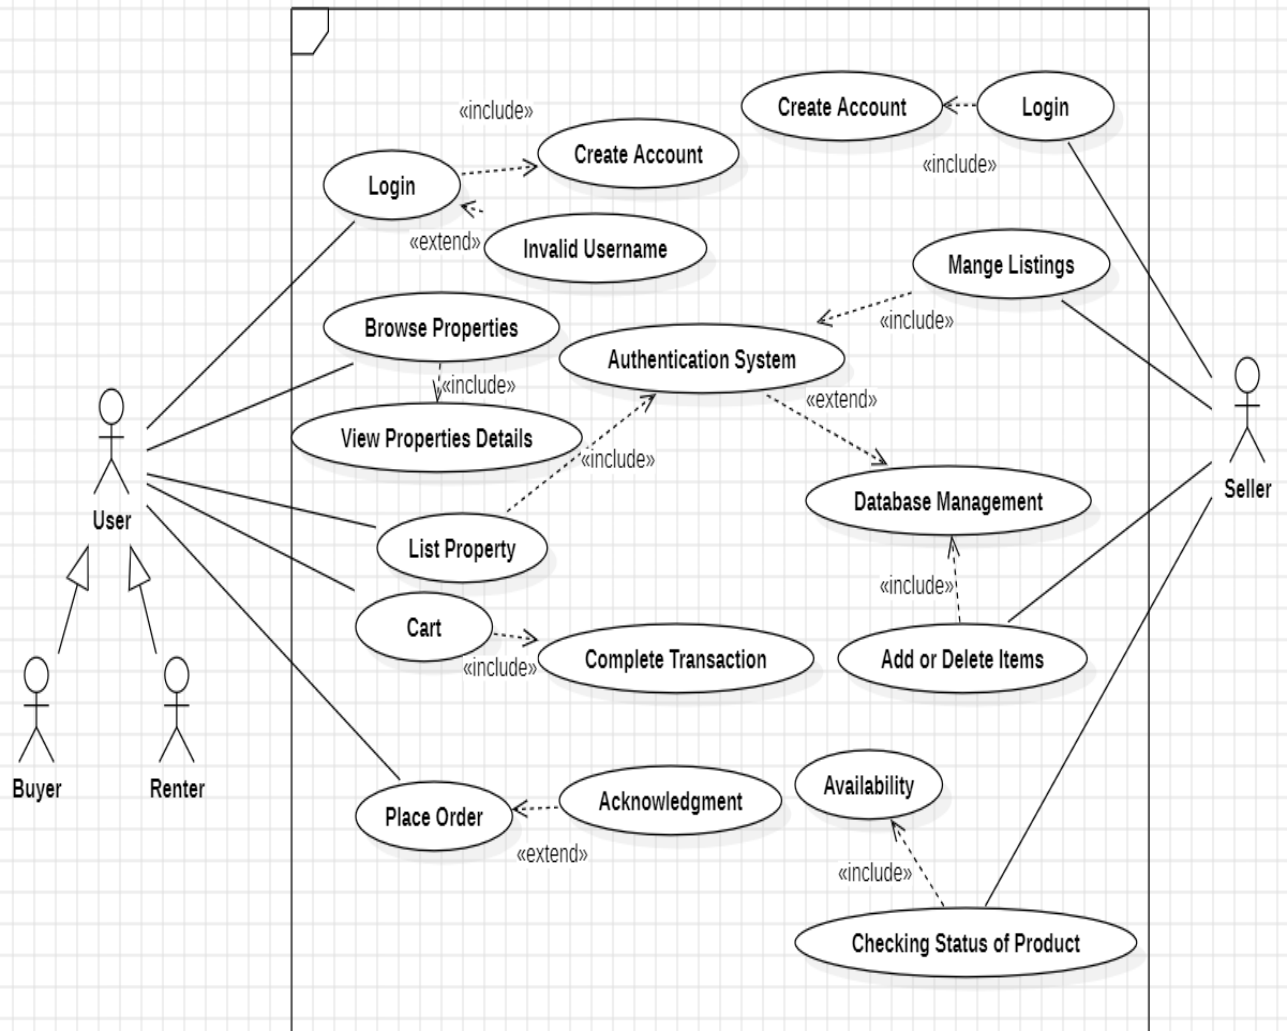 Create Account
Login
«include»
Create Account
«include»
Login
«extend»
Invalid Username
Mange Listings
«include»
Browse Properties
Authentication System
«include»
«extend»
View Properties Details
«include»
Database Management
User
Seller
List Property
«include»
Cart
«include»
Complete Transaction
Add or Delete Items
Buyer
Renter
Availability
Acknowledgment
Place Order
«extend»
«include»
Checking Status of Product